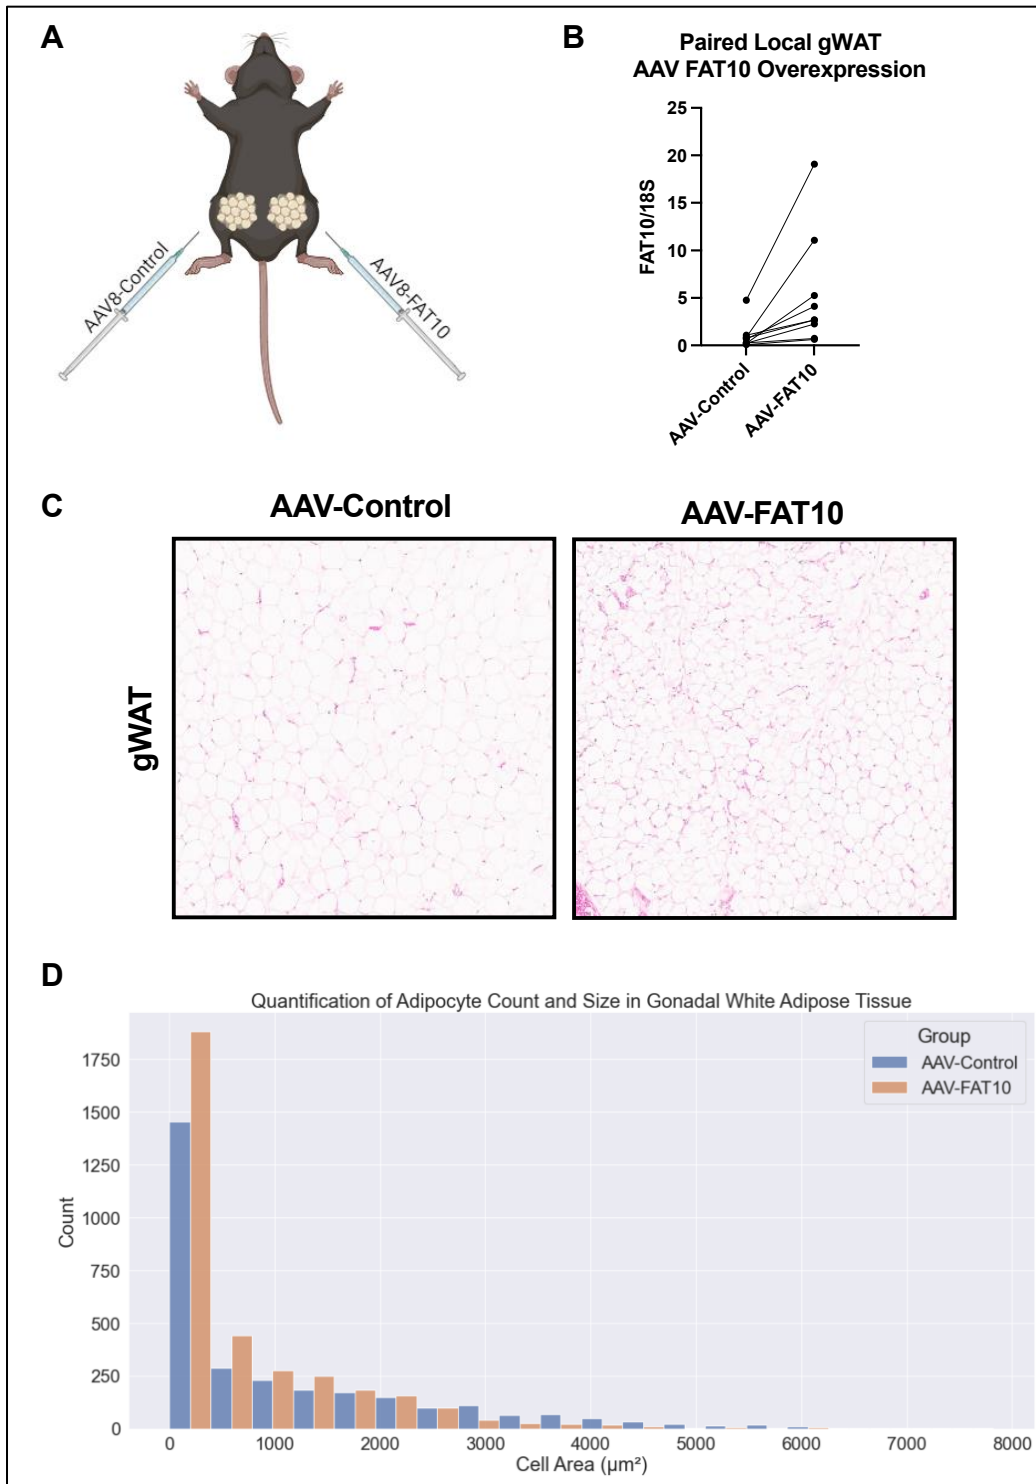 A
AAV8-Control
AAV8-FAT10
B
Paired Local gWAT
AAV FAT10 Overexpression
25
20
15
10
5
0
FAT10/18S
AAV-Control
AAV-FAT10
C
AAV-Control
AAV-FAT10
gWAT
D
Quantification of Adipocyte Count and Size in Gonadal White Adipose Tissue
Group
AAV-Control
AAV-FAT10
1750
1500
1250
1000
750
500
250
0
Count
0 1000 2000 3000 4000 5000 6000 7000 8000
Cell Area (µm²)